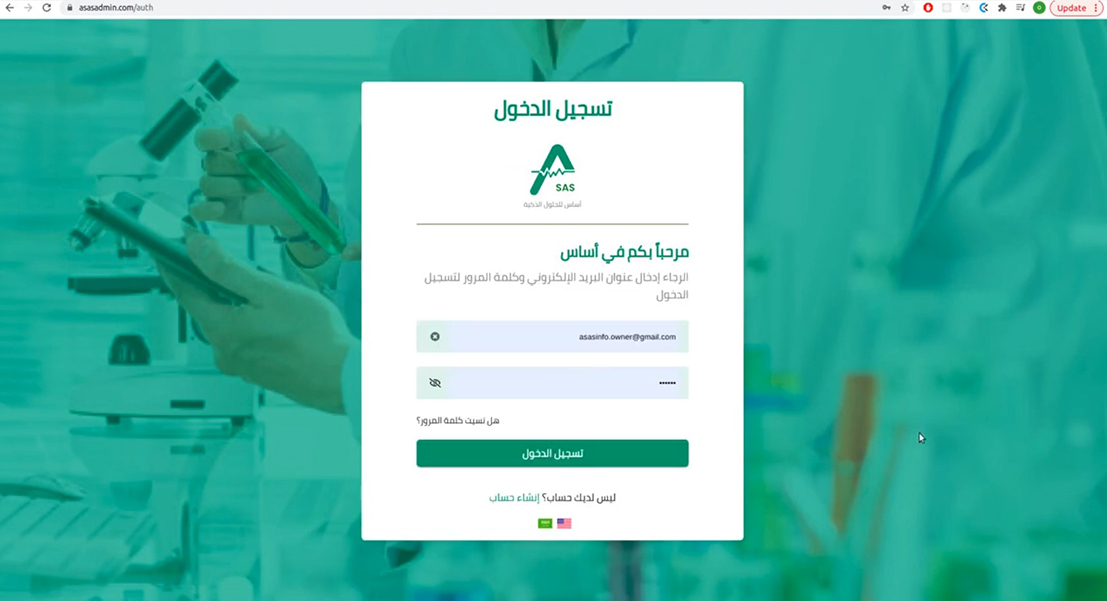 asasadmin.com/auth
Update
تسجيل الدخول
SAS
أساس للحلول الذكية
مرحباً بكم في أساس
الرجاء إدخال عنوان البريد الإلكتروني وكلمة المرور لتسجيل
الدخول
asasinfo.owner@gmail.com
••••••
هل نسيت كلمة المرور؟
تسجيل الدخول
ليس لديك حساب؟ إنشاء حساب